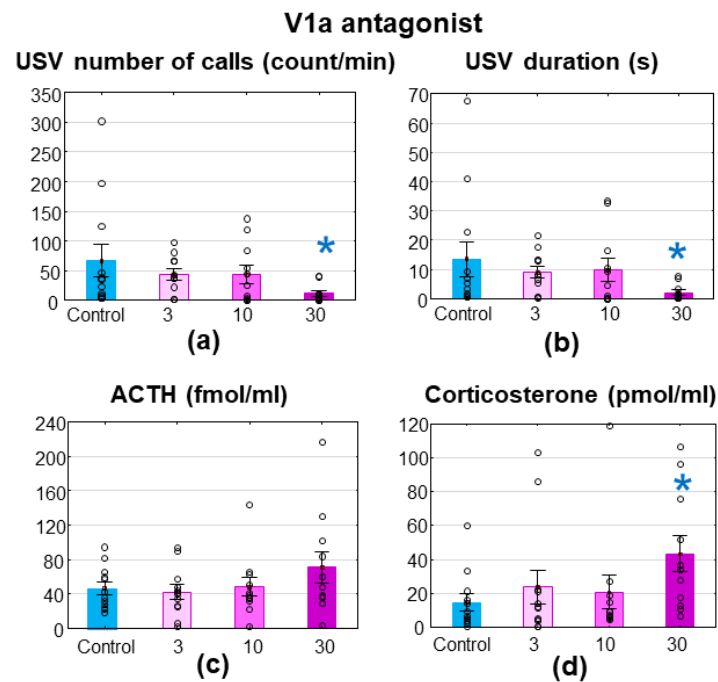 V1a antagonist
USV number of calls (count/min)
USV duration (s)
350
300
250
200
150
100
50
0
Control 3 10 30
(a)
70
60
50
40
30
20
10
0
Control 3 10 30
(b)
*
*
ACTH (fmol/ml)
Corticosterone (pmol/ml)
240
200
160
120
80
40
0
Control 3 10 30
(c)
120
100
80
60
40
20
0
Control 3 10 30
(d)
*